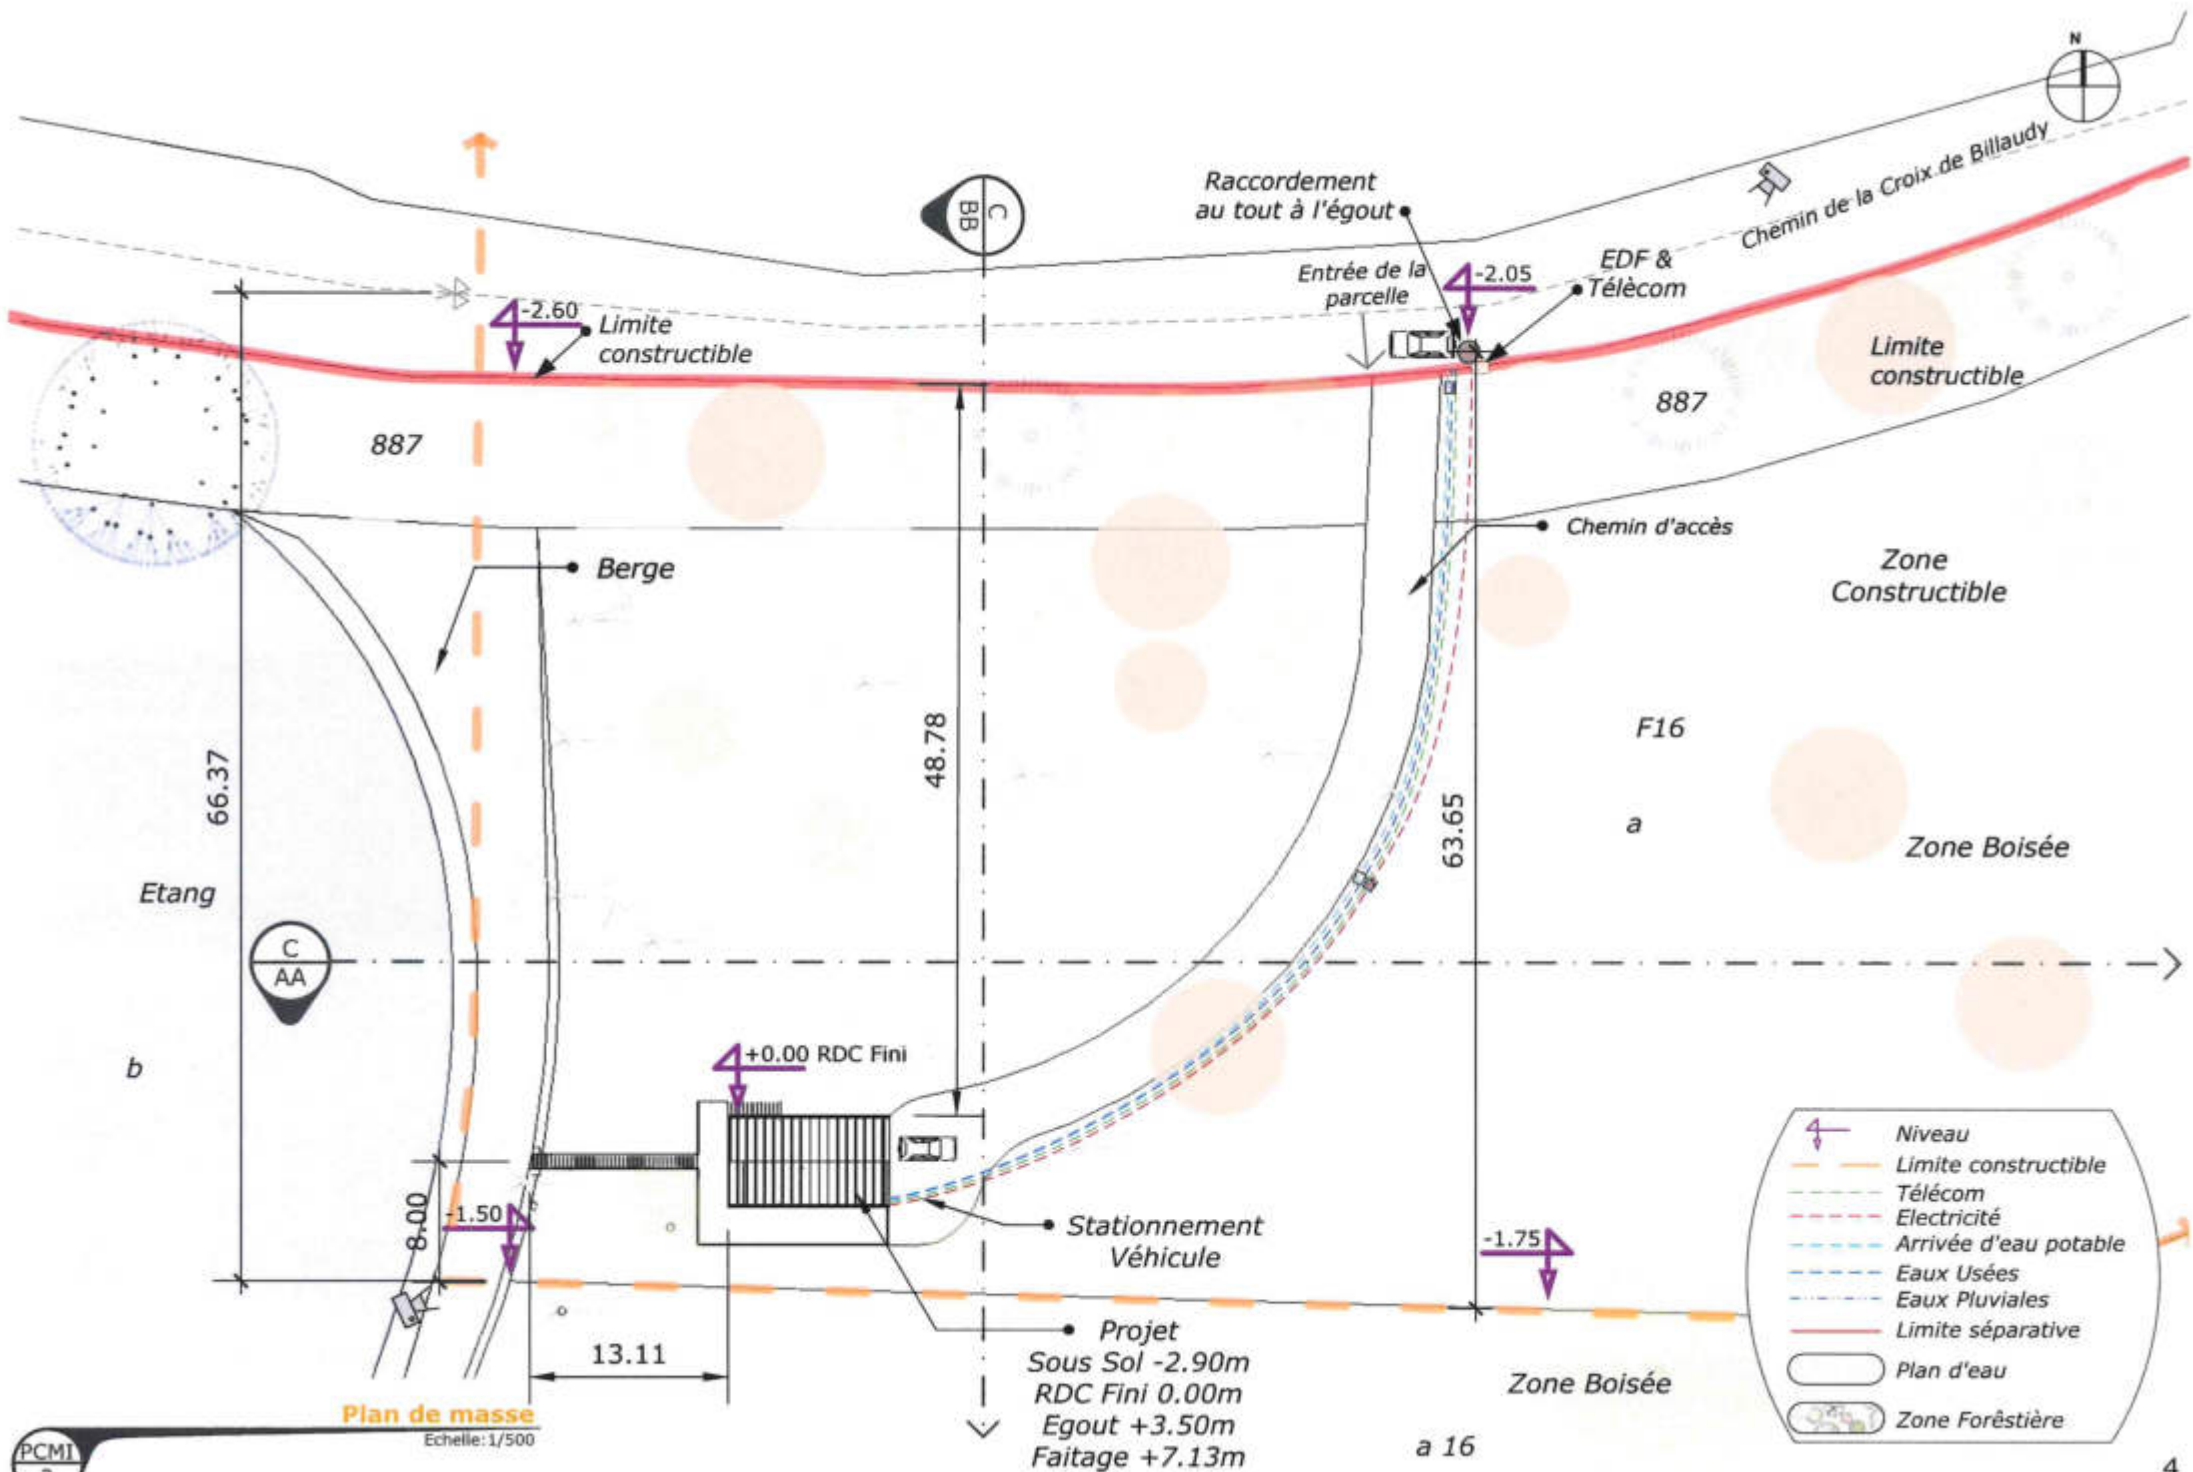 N
Chemin de la Croix de Billaudy
C
BB
Raccordement
au tout à l'égout
Entrée de la
parcelle
-2.05
EDF &
Télècom
-2.60
Limite
constructible
Limite
constructible
887
887
Chemin d'accès
Berge
Zone
Constructible
66.37
48.78
63.65
F16
a
Zone Boisée
Etang
C
AA
b
+0.00 RDC Fini
8.00
-1.50
Stationnement
Véhicule
-1.75
13.11
Projet
Sous Sol -2.90m
RDC Fini 0.00m
Egout +3.50m
Faitage +7.13m
Zone Boisée
a 16
Niveau
Limite constructible
Télécom
Electricité
Arrivée d'eau potable
Eaux Usées
Eaux Pluviales
Limite séparative
Plan d'eau
Zone Forêstière
Plan de masse
Echelle:1/500
PCMI
4